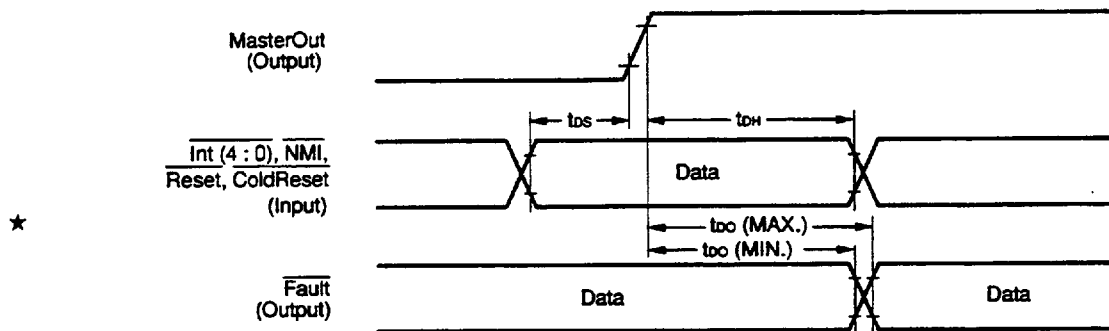 MasterOut
(Output)
tDS
tDH
Int (4 : 0), NMI,
Reset, ColdReset
(Input)
Data
★
tDO (MAX.)
tDO (MIN.)
Fault
(Output)
Data
Data